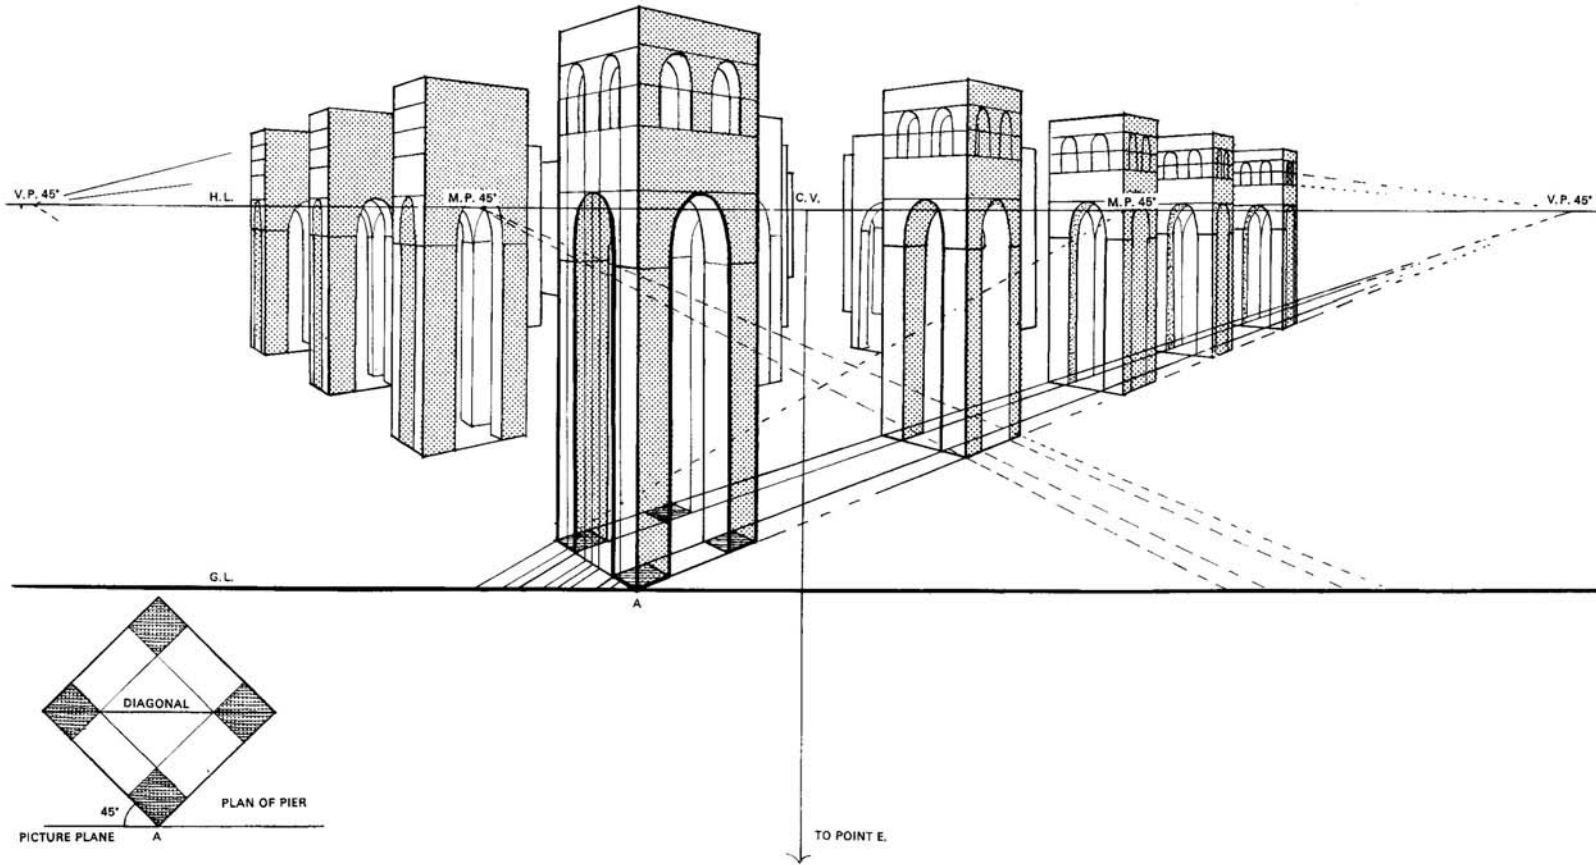 V.P. 45°
H.L.
M.P. 45°
C.V.
M.P. 45°
V.P. 45°
G.L.
A
DIAGONAL
45°
PLAN OF PIER
PICTURE PLANE
A
TO POINT E.